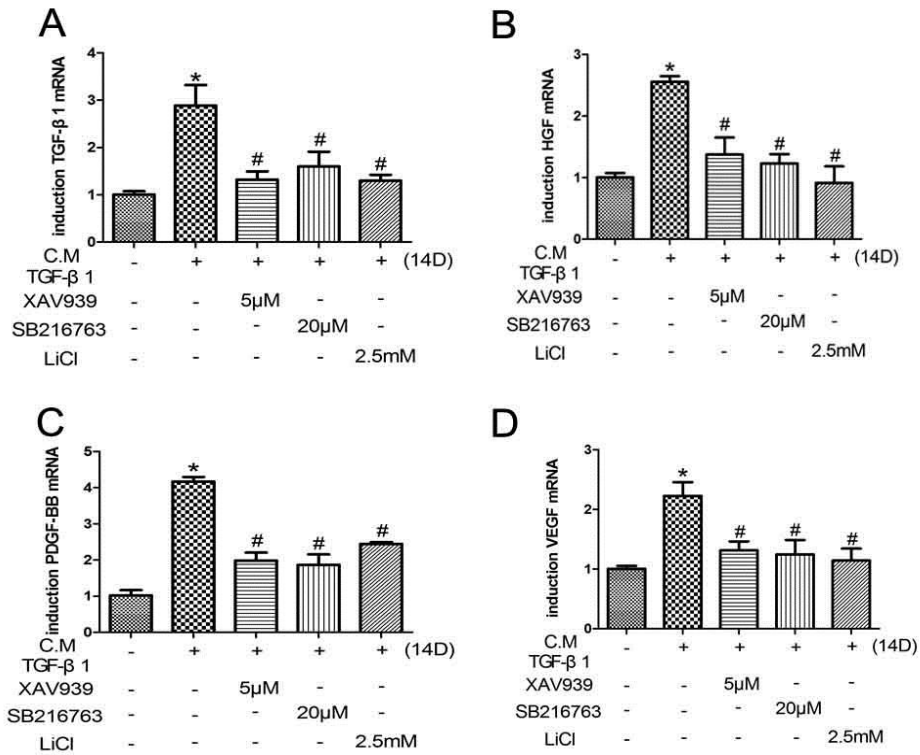 A
induction TGF-β 1 mRNA
4
3
2
1
0
*
#
#
#
C.M - + + + + (14D)
TGF-β 1
XAV939 - - 5μM - -
SB216763 - - - 20μM -
LiCl - - - - 2.5mM
B
induction HGF mRNA
3
2
1
0
*
#
#
#
C.M - + + + + (14D)
TGF-β 1
XAV939 - - 5μM - -
SB216763 - - - 20μM -
LiCl - - - - 2.5mM
C
induction PDGF-BB mRNA
5
4
3
2
1
0
*
#
#
#
C.M - + + + + (14D)
TGF-β 1
XAV939 - - 5μM - -
SB216763 - - - 20μM -
LiCl - - - - 2.5mM
D
induction VEGF mRNA
3
2
1
0
*
#
#
#
C.M - + + + + (14D)
TGF-β 1
XAV939 - - 5μM - -
SB216763 - - - 20μM -
LiCl - - - - 2.5mM